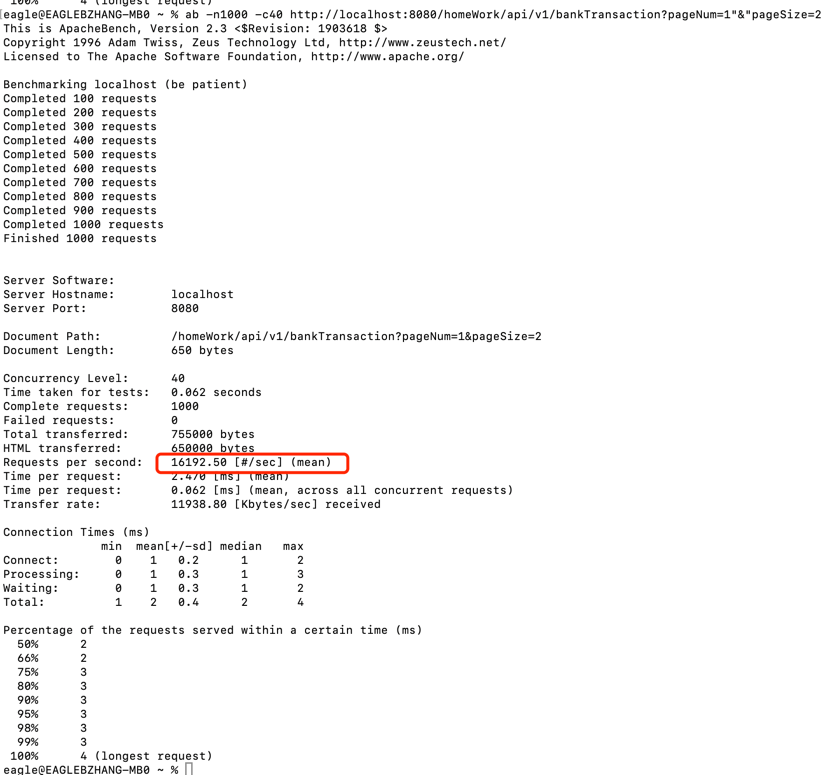 100%      4 (longest request)
eagle@EAGLEBZHANG-MB0 ~ % ab -n1000 -c40 http://localhost:8080/homeWork/api/v1/bankTransaction?pageNum=1"&"pageSize=2
This is ApacheBench, Version 2.3 <$Revision: 1903618 $>
Copyright 1996 Adam Twiss, Zeus Technology Ltd, http://www.zeustech.net/
Licensed to The Apache Software Foundation, http://www.apache.org/

Benchmarking localhost (be patient)
Completed 100 requests
Completed 200 requests
Completed 300 requests
Completed 400 requests
Completed 500 requests
Completed 600 requests
Completed 700 requests
Completed 800 requests
Completed 900 requests
Completed 1000 requests
Finished 1000 requests


Server Software:
Server Hostname:        localhost
Server Port:            8080

Document Path:          /homeWork/api/v1/bankTransaction?pageNum=1&pageSize=2
Document Length:        650 bytes

Concurrency Level:      40
Time taken for tests:   0.062 seconds
Complete requests:      1000
Failed requests:        0
Total transferred:      755000 bytes
HTML transferred:       650000 bytes
Requests per second:    16192.50 [#/sec] (mean)
Time per request:       2.470 [ms] (mean)
Time per request:       0.062 [ms] (mean, across all concurrent requests)
Transfer rate:          11938.80 [Kbytes/sec] received

Connection Times (ms)
              min  mean[+/-sd] median   max
Connect:        0    1   0.2      1       2
Processing:     0    1   0.3      1       3
Waiting:        0    1   0.3      1       2
Total:          1    2   0.4      2       4

Percentage of the requests served within a certain time (ms)
  50%      2
  66%      2
  75%      3
  80%      3
  90%      3
  95%      3
  98%      3
  99%      3
 100%      4 (longest request)
eagle@EAGLEBZHANG-MB0 ~ %